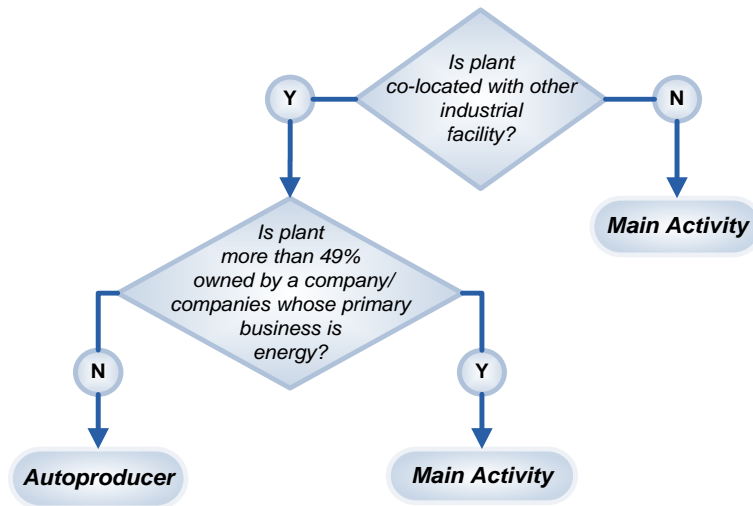 Is plant
co-located with other
industrial
facility?
Y
N
Main Activity
Is plant
more than 49%
owned by a company/
companies whose primary
business is
energy?
N
Y
Autoproducer
Main Activity